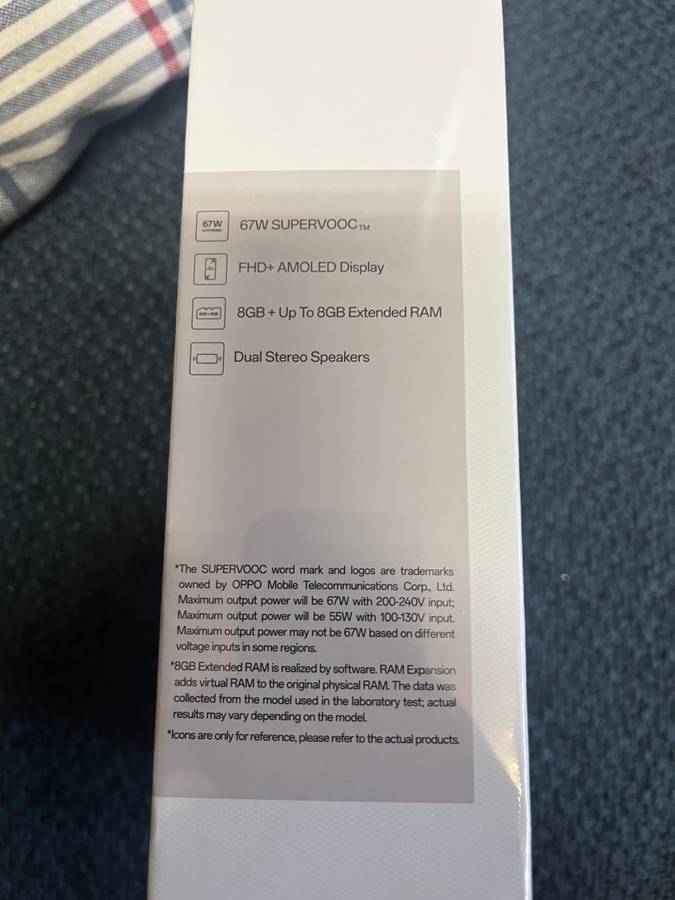 67W
67W SUPERVOOC™
FHD+ AMOLED Display
8GB + Up To 8GB Extended RAM
Dual Stereo Speakers
*The SUPERVOOC word mark and logos are trademarks
owned by OPPO Mobile Telecommunications Corp., Ltd.
Maximum output power will be 67W with 200-240V input;
Maximum output power will be 55W with 100-130V input.
Maximum output power may not be 67W based on different
voltage inputs in some regions.
*8GB Extended RAM is realized by software. RAM Expansion
adds virtual RAM to the original physical RAM. The data was
collected from the model used in the laboratory test; actual
results may vary depending on the model.
*Icons are only for reference, please refer to the actual products.